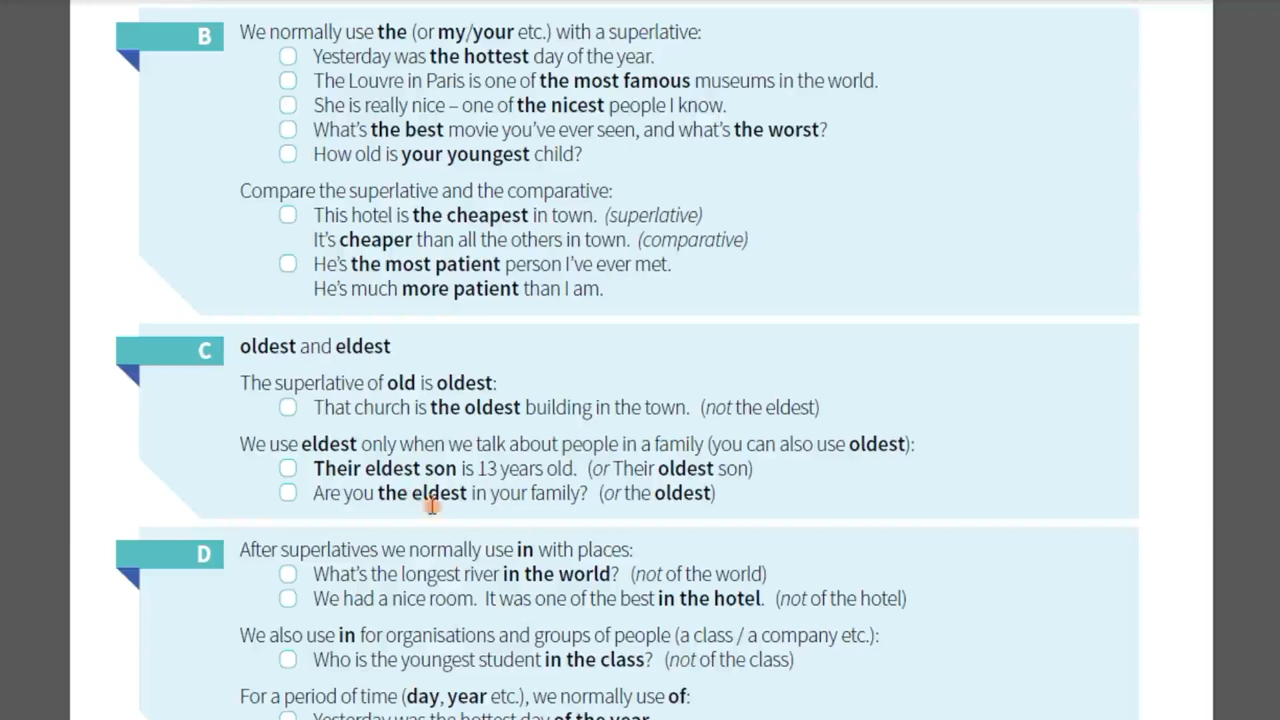 B
We normally use the (or my/your etc.) with a superlative:
Yesterday was the hottest day of the year.
The Louvre in Paris is one of the most famous museums in the world.
She is really nice – one of the nicest people I know.
What's the best movie you've ever seen, and what's the worst?
How old is your youngest child?
Compare the superlative and the comparative:
This hotel is the cheapest in town. (superlative)
It's cheaper than all the others in town. (comparative)
He's the most patient person I've ever met.
He's much more patient than I am.
C
oldest and eldest
The superlative of old is oldest:
That church is the oldest building in the town. (not the eldest)
We use eldest only when we talk about people in a family (you can also use oldest):
Their eldest son is 13 years old. (or Their oldest son)
Are you the eldest in your family? (or the oldest)
D
After superlatives we normally use in with places:
What's the longest river in the world? (not of the world)
We had a nice room. It was one of the best in the hotel. (not of the hotel)
We also use in for organisations and groups of people (a class / a company etc.):
Who is the youngest student in the class? (not of the class)
For a period of time (day, year etc.), we normally use of:
Yesterday was the hottest day of the year.